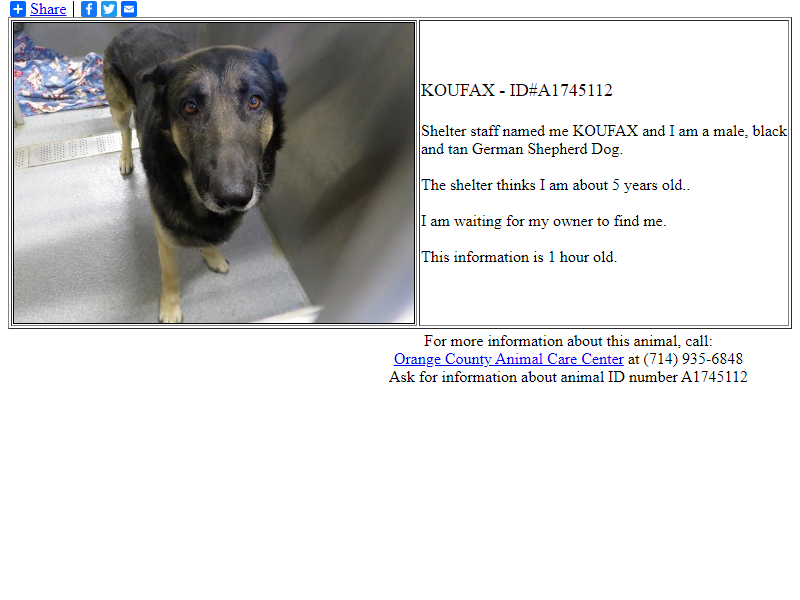 Share
KOUFAX - ID#A1745112
Shelter staff named me KOUFAX and I am a male, black
and tan German Shepherd Dog.
The shelter thinks I am about 5 years old..
I am waiting for my owner to find me.
This information is 1 hour old.
For more information about this animal, call:
Orange County Animal Care Center at (714) 935-6848
Ask for information about animal ID number A1745112